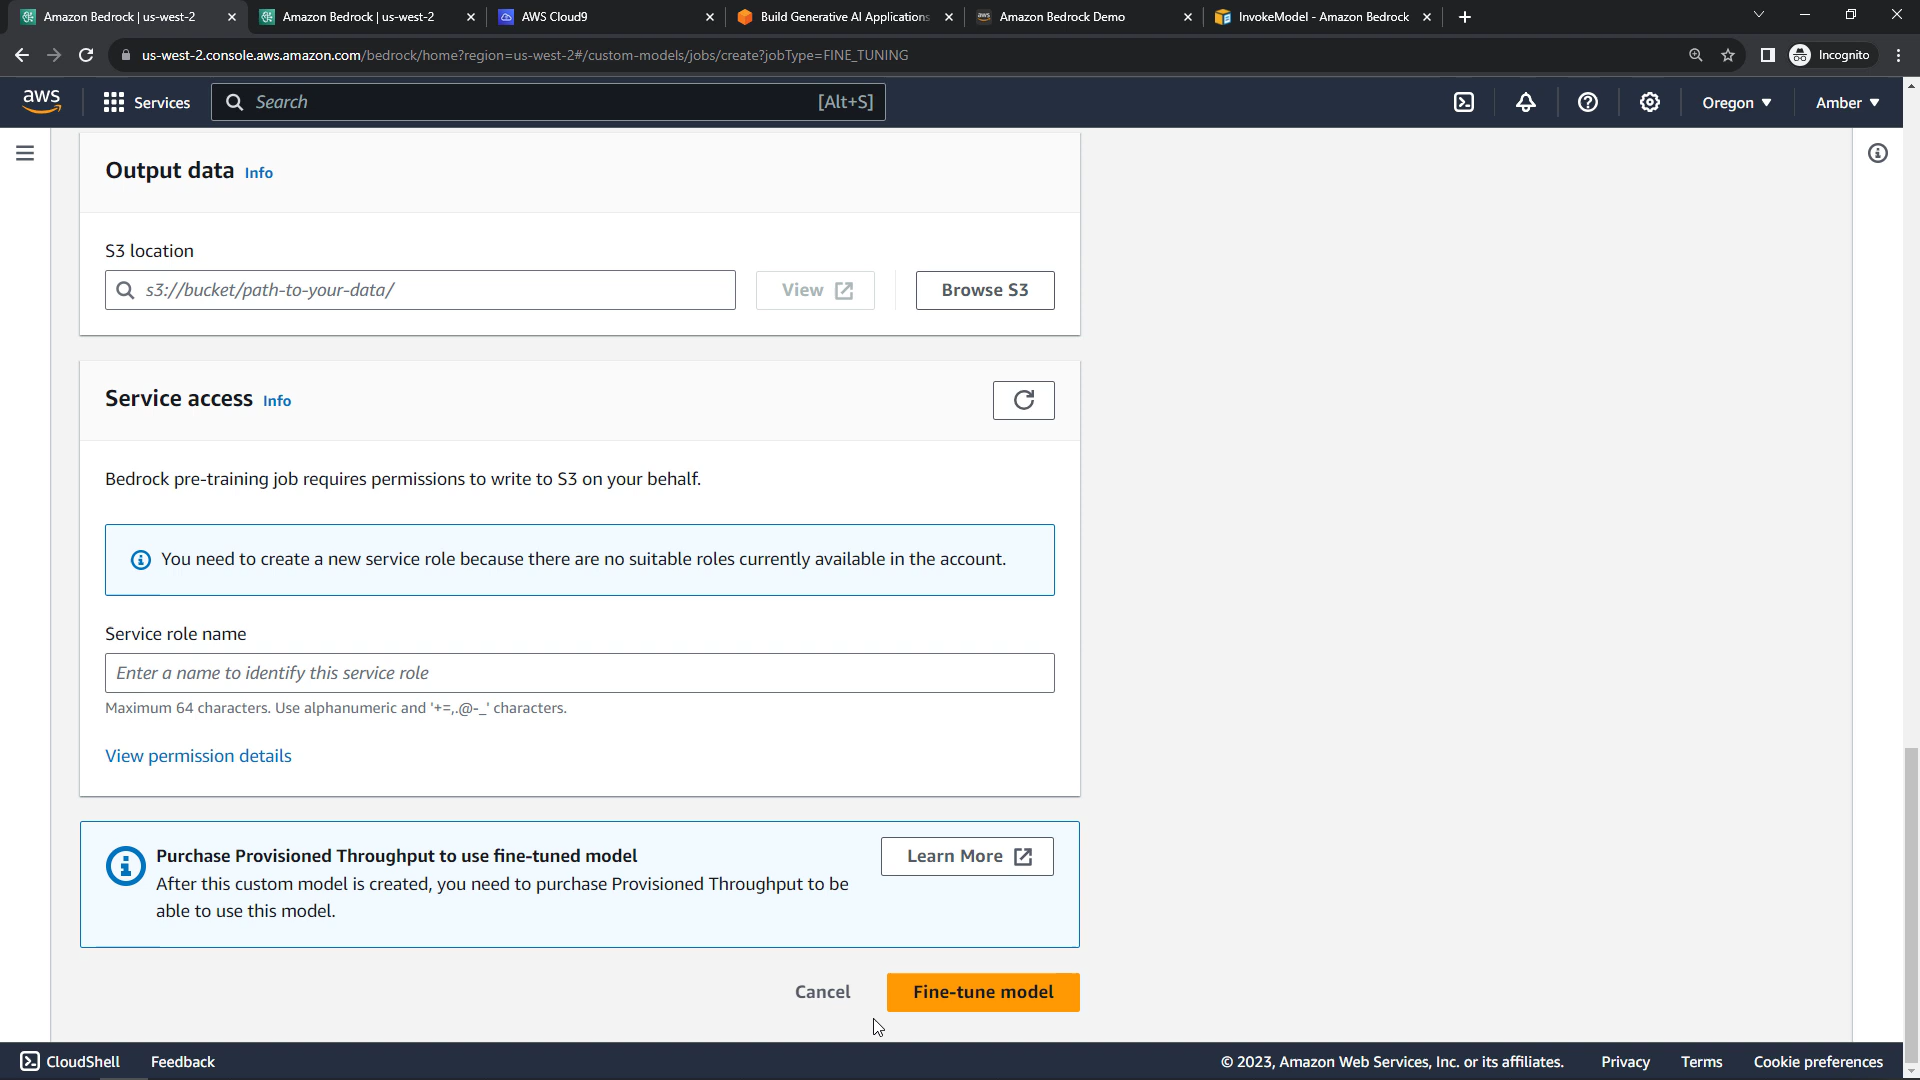 Amazon Bedrock | us-west-2
Amazon Bedrock | us-west-2
AWS Cloud9
Build Generative AI Applications
Amazon Bedrock Demo
InvokeModel - Amazon Bedrock
us-west-2.console.aws.amazon.com/bedrock/home?region=us-west-2#/custom-models/jobs/create?jobType=FINE_TUNING
Incognito
aws
Services
Search
[Alt+S]
Oregon
Amber
Output data Info
S3 location
s3://bucket/path-to-your-data/
View
Browse S3
Service access Info
Bedrock pre-training job requires permissions to write to S3 on your behalf.
You need to create a new service role because there are no suitable roles currently available in the account.
Service role name
Enter a name to identify this service role
Maximum 64 characters. Use alphanumeric and '+=,.@-_' characters.
View permission details
Purchase Provisioned Throughput to use fine-tuned model
Learn More
After this custom model is created, you need to purchase Provisioned Throughput to be
able to use this model.
Cancel
Fine-tune model
CloudShell
Feedback
© 2023, Amazon Web Services, Inc. or its affiliates.
Privacy
Terms
Cookie preferences